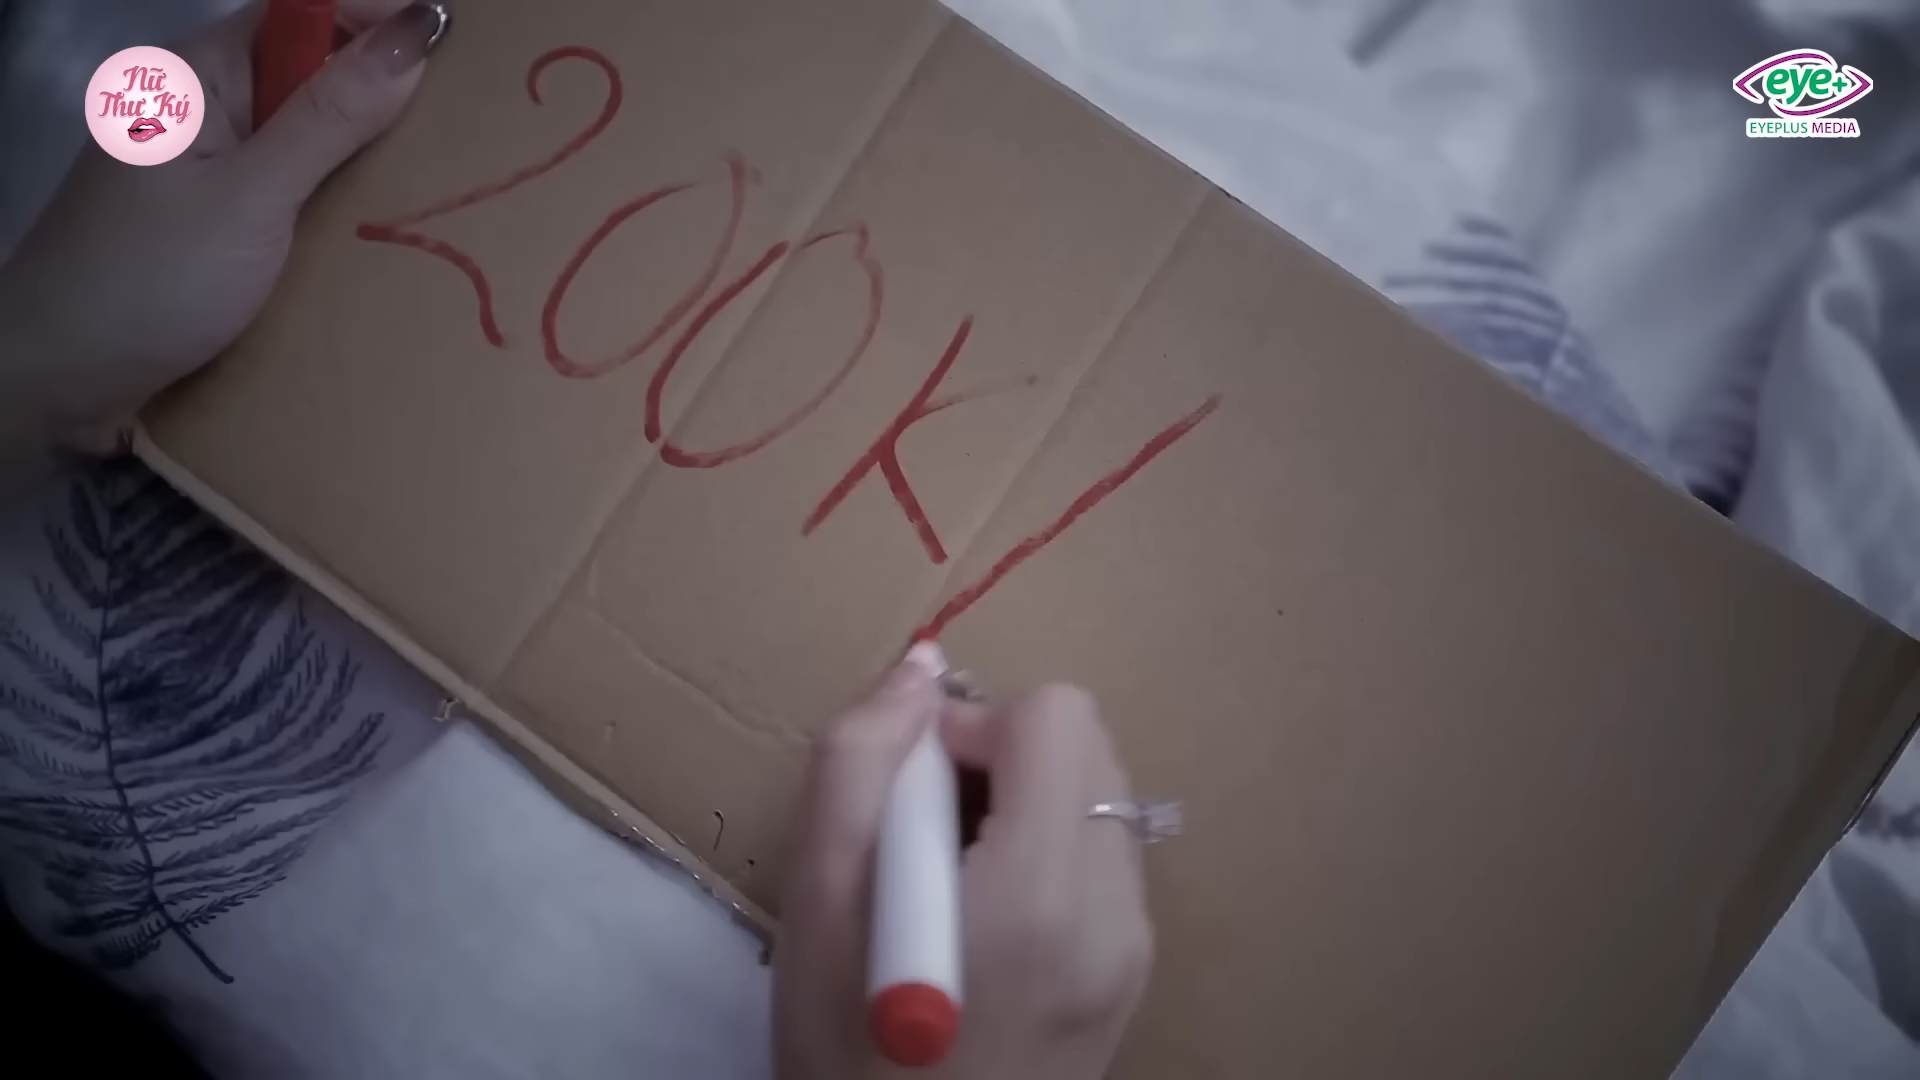 Nữ
Thư Ký
eye+
EYEPLUS MEDIA
200K/